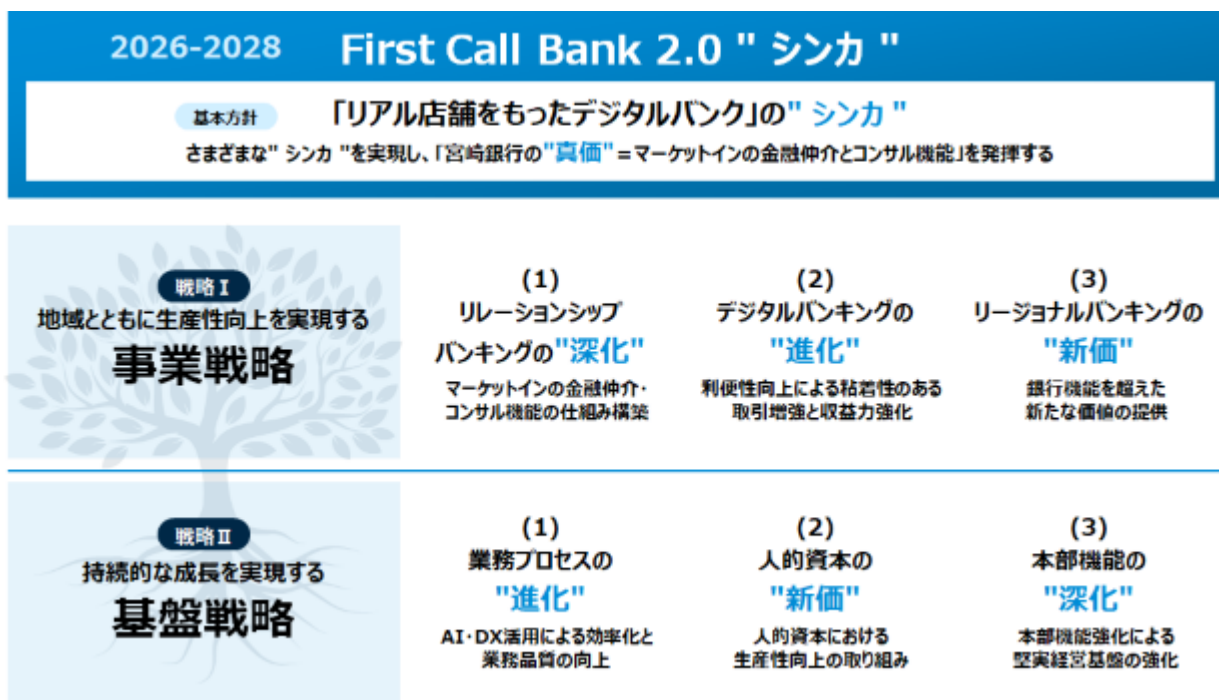 2026-2028 First Call Bank 2.0 " シンカ "
基本方針 「リアル店舗をもったデジタルバンク」の" シンカ "
さまざまな" シンカ "を実現し、「宮崎銀行の"真価"=マーケットインの金融仲介とコンサル機能」を発揮する
戦略Ⅰ
地域とともに生産性向上を実現する
事業戦略
(1)
リレーションシップ
バンキングの"深化"
マーケットインの金融仲介・
コンサル機能の仕組み構築
(2)
デジタルバンキングの
"進化"
利便性向上による粘着性のある
取引増強と収益力強化
(3)
リージョナルバンキングの
"新価"
銀行機能を超えた
新たな価値の提供
戦略Ⅱ
持続的な成長を実現する
基盤戦略
(1)
業務プロセスの
"進化"
AI・DX活用による効率化と
業務品質の向上
(2)
人的資本の
"新価"
人的資本における
生産性向上の取り組み
(3)
本部機能の
"深化"
本部機能強化による
堅実経営基盤の強化